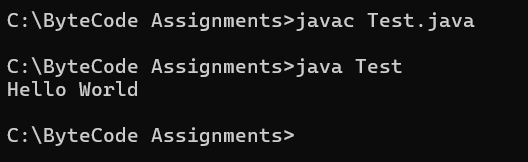 C:\ByteCode Assignments>javac Test.java
C:\ByteCode Assignments>java Test
Hello World
C:\ByteCode Assignments>